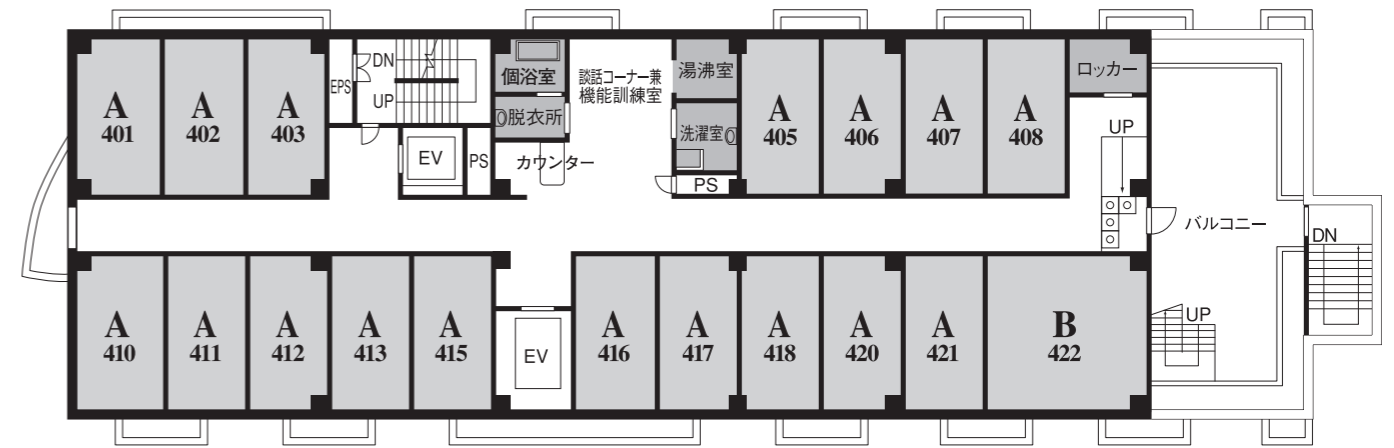 A
401
A
402
A
403
EPS
DN
UP
EV
PS
個浴室
脱衣所
カウンター
談話コーナー兼
機能訓練室
湯沸室
洗濯室
PS
A
405
A
406
A
407
A
408
ロッカー
UP
バルコニー
DN
UP
A
410
A
411
A
412
A
413
A
415
EV
A
416
A
417
A
418
A
420
A
421
B
422